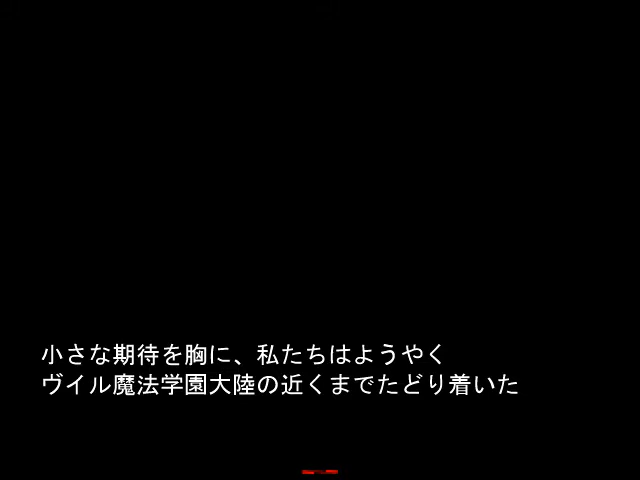 小さな期待を胸に、私たちはようやく
ヴイル魔法学園大陸の近くまでたどり着いた